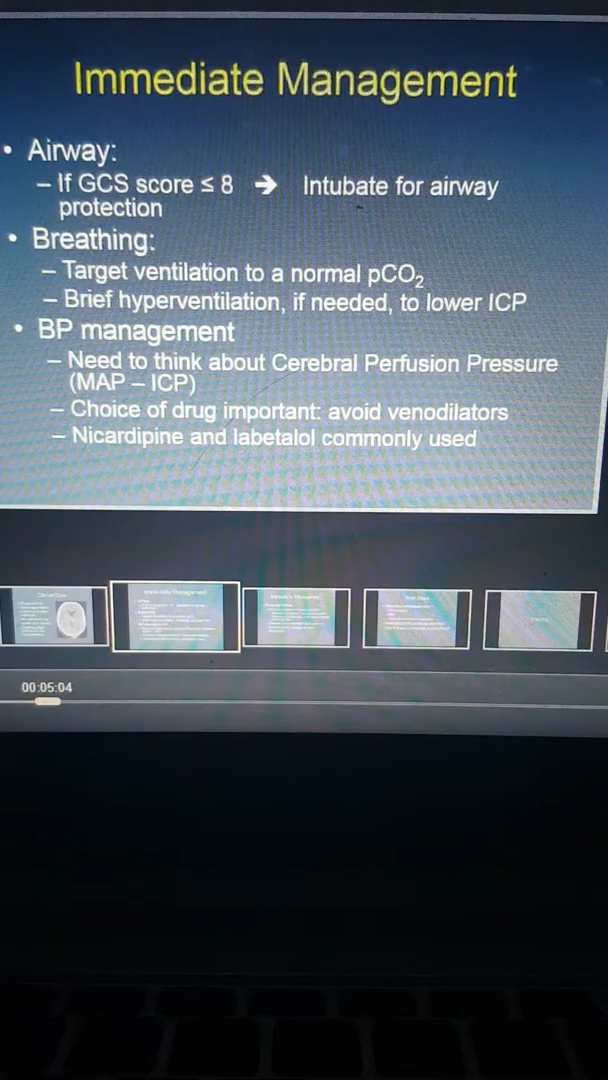 Immediate Management
• Airway:
– If GCS score ≤ 8 ➔ Intubate for airway
protection
• Breathing:
– Target ventilation to a normal pCO₂
– Brief hyperventilation, if needed, to lower ICP
• BP management
– Need to think about Cerebral Perfusion Pressure
(MAP – ICP)
– Choice of drug important: avoid venodilators
– Nicardipine and labetalol commonly used
Immediate Management
00:05:04